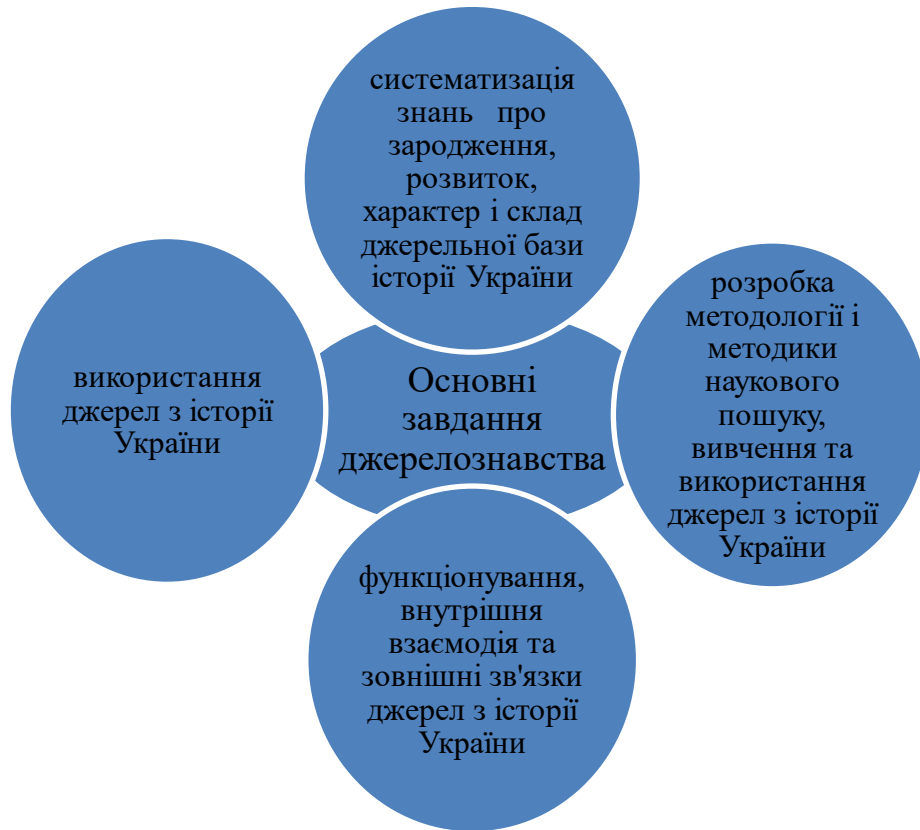 систематизація
знань про
зародження,
розвиток,
характер і склад
джерельної бази
історії України
використання
джерел з історії
України
Основні
завдання
джерелознавства
розробка
методології і
методики
наукового
пошуку,
вивчення та
використання
джерел з історії
України
функціонування,
внутрішня
взаємодія та
зовнішні зв'язки
джерел з історії
України